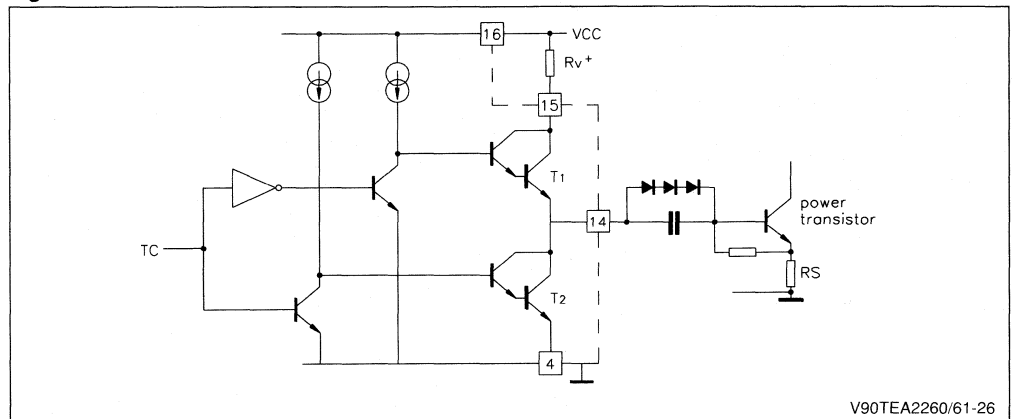 16
VCC
Rv+
15
T1
14
power
transistor
TC
RS
T2
4
V90TEA2260/61-26